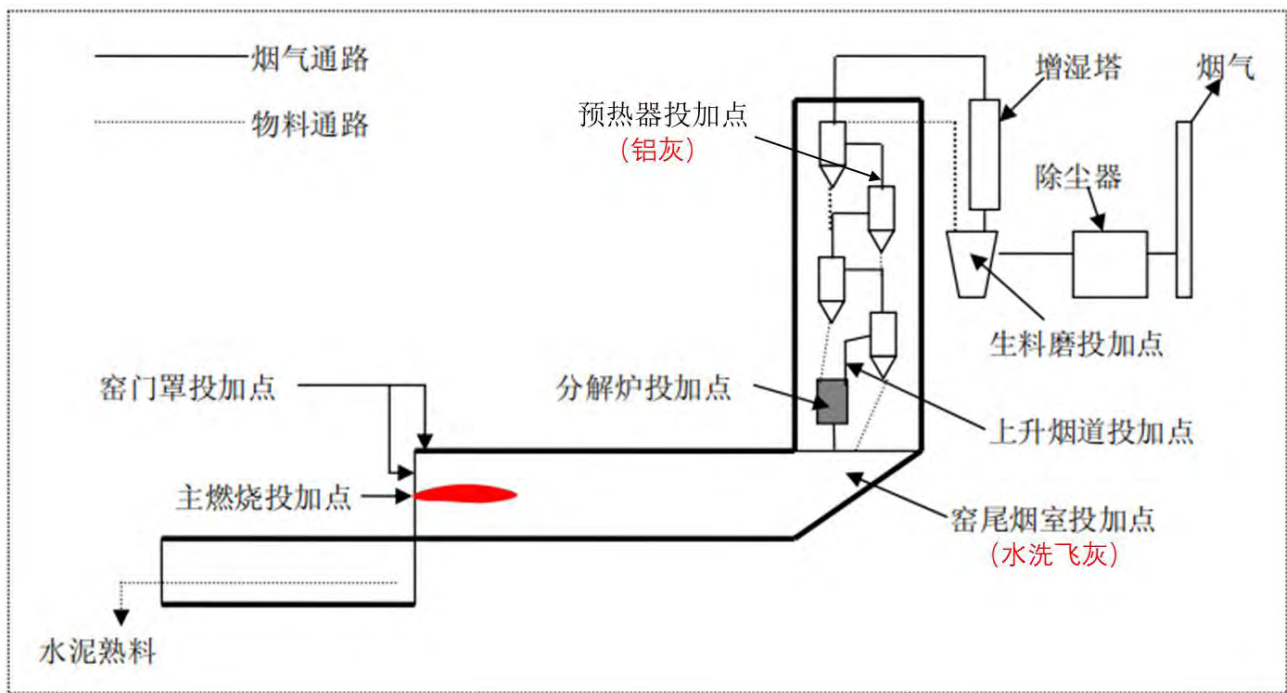 烟气通路
物料通路
预热器投加点
(铝灰)
增湿塔
烟气
除尘器
生料磨投加点
窑门罩投加点
分解炉投加点
上升烟道投加点
主燃烧投加点
窑尾烟室投加点
(水洗飞灰)
水泥熟料